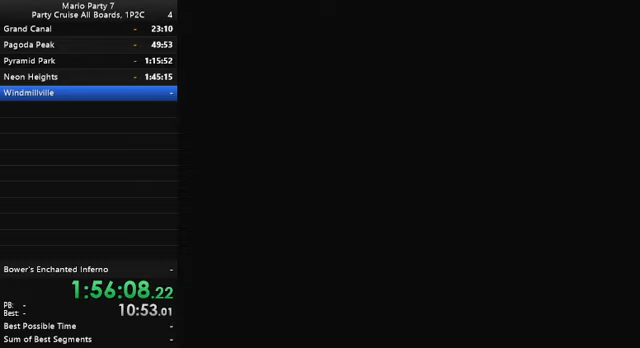 Mario Party 7
Party Cruise All Boards, 1P2C 4
Grand Canal - 23:10
Pagoda Peak - 49:53
Pyramid Park - 1:15:52
Neon Heights - 1:45:15
Windmillville -
Bower's Enchanted Inferno -
1:56:08.22
PB: -
Best: - 10:53.01
Best Possible Time -
Sum of Best Segments -